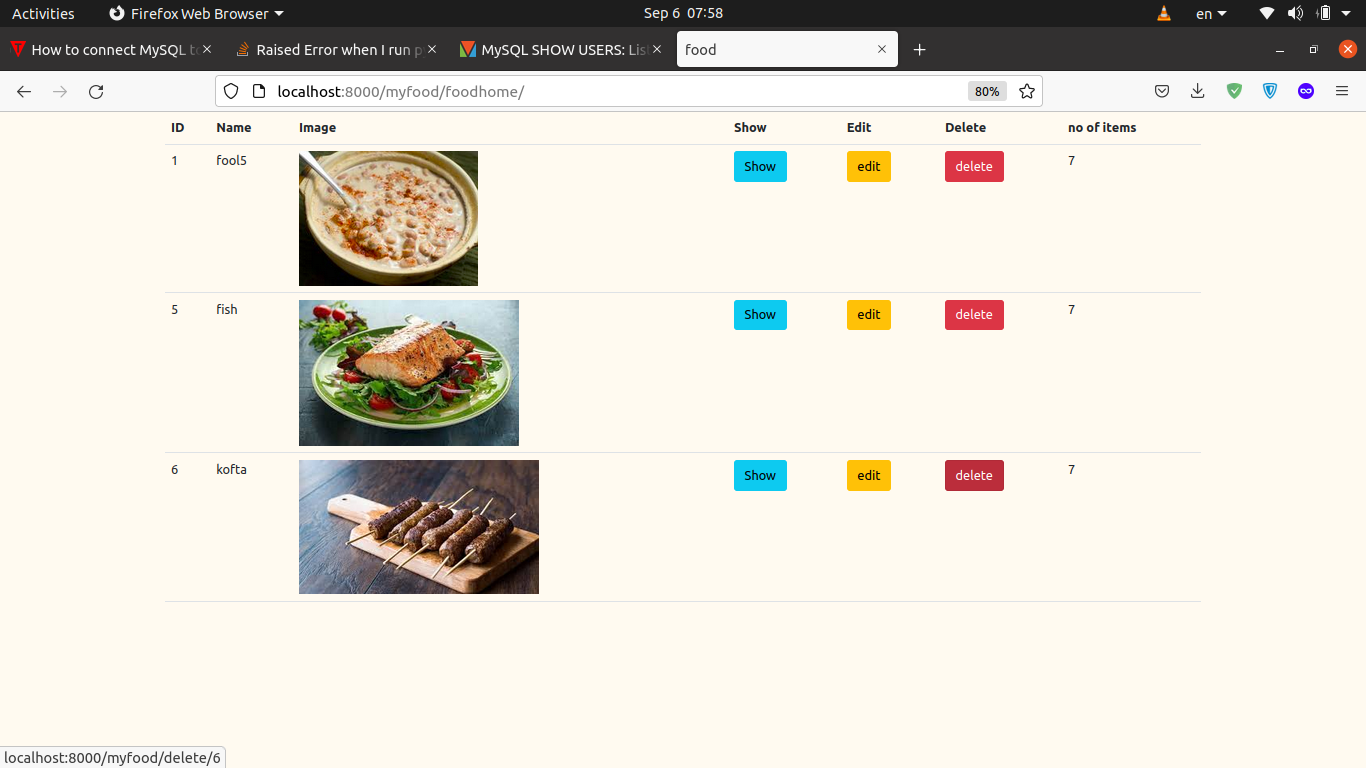 Activities Firefox Web Browser Sep 6 07:58 en
How to connect MySQL to Raised Error when I run p MySQL SHOW USERS: List food
localhost:8000/myfood/foodhome/ 80%
ID Name Image Show Edit Delete no of items
1 fool5 Show edit delete 7
5 fish Show edit delete 7
6 kofta Show edit delete 7
localhost:8000/myfood/delete/6